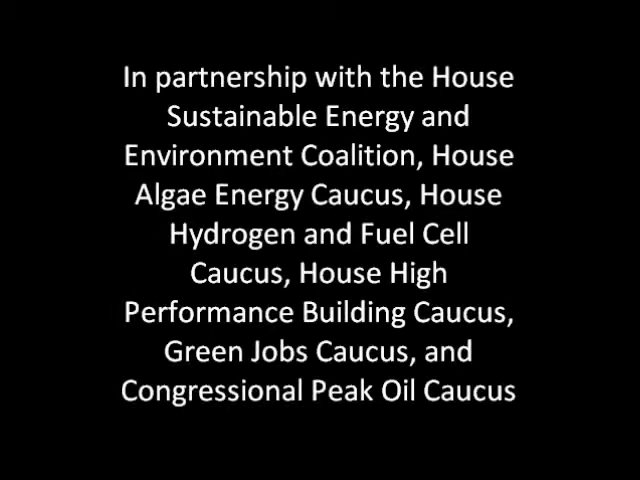 In partnership with the House
Sustainable Energy and
Environment Coalition, House
Algae Energy Caucus, House
Hydrogen and Fuel Cell
Caucus, House High
Performance Building Caucus,
Green Jobs Caucus, and
Congressional Peak Oil Caucus